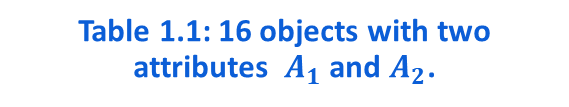 Table 1.1: 16 objects with two
attributes A₁ and A₂.